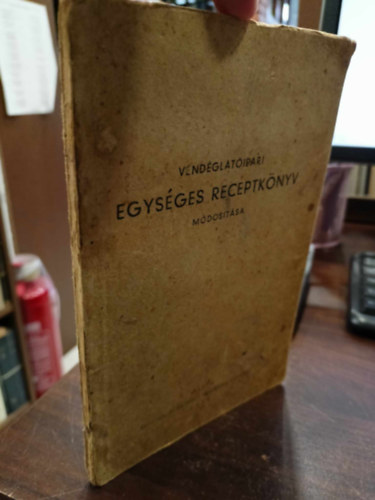 VENDÉGLÁTÓIPARI
EGYSÉGES RECEPTKÖNYV
MÓDOSÍTÁSA